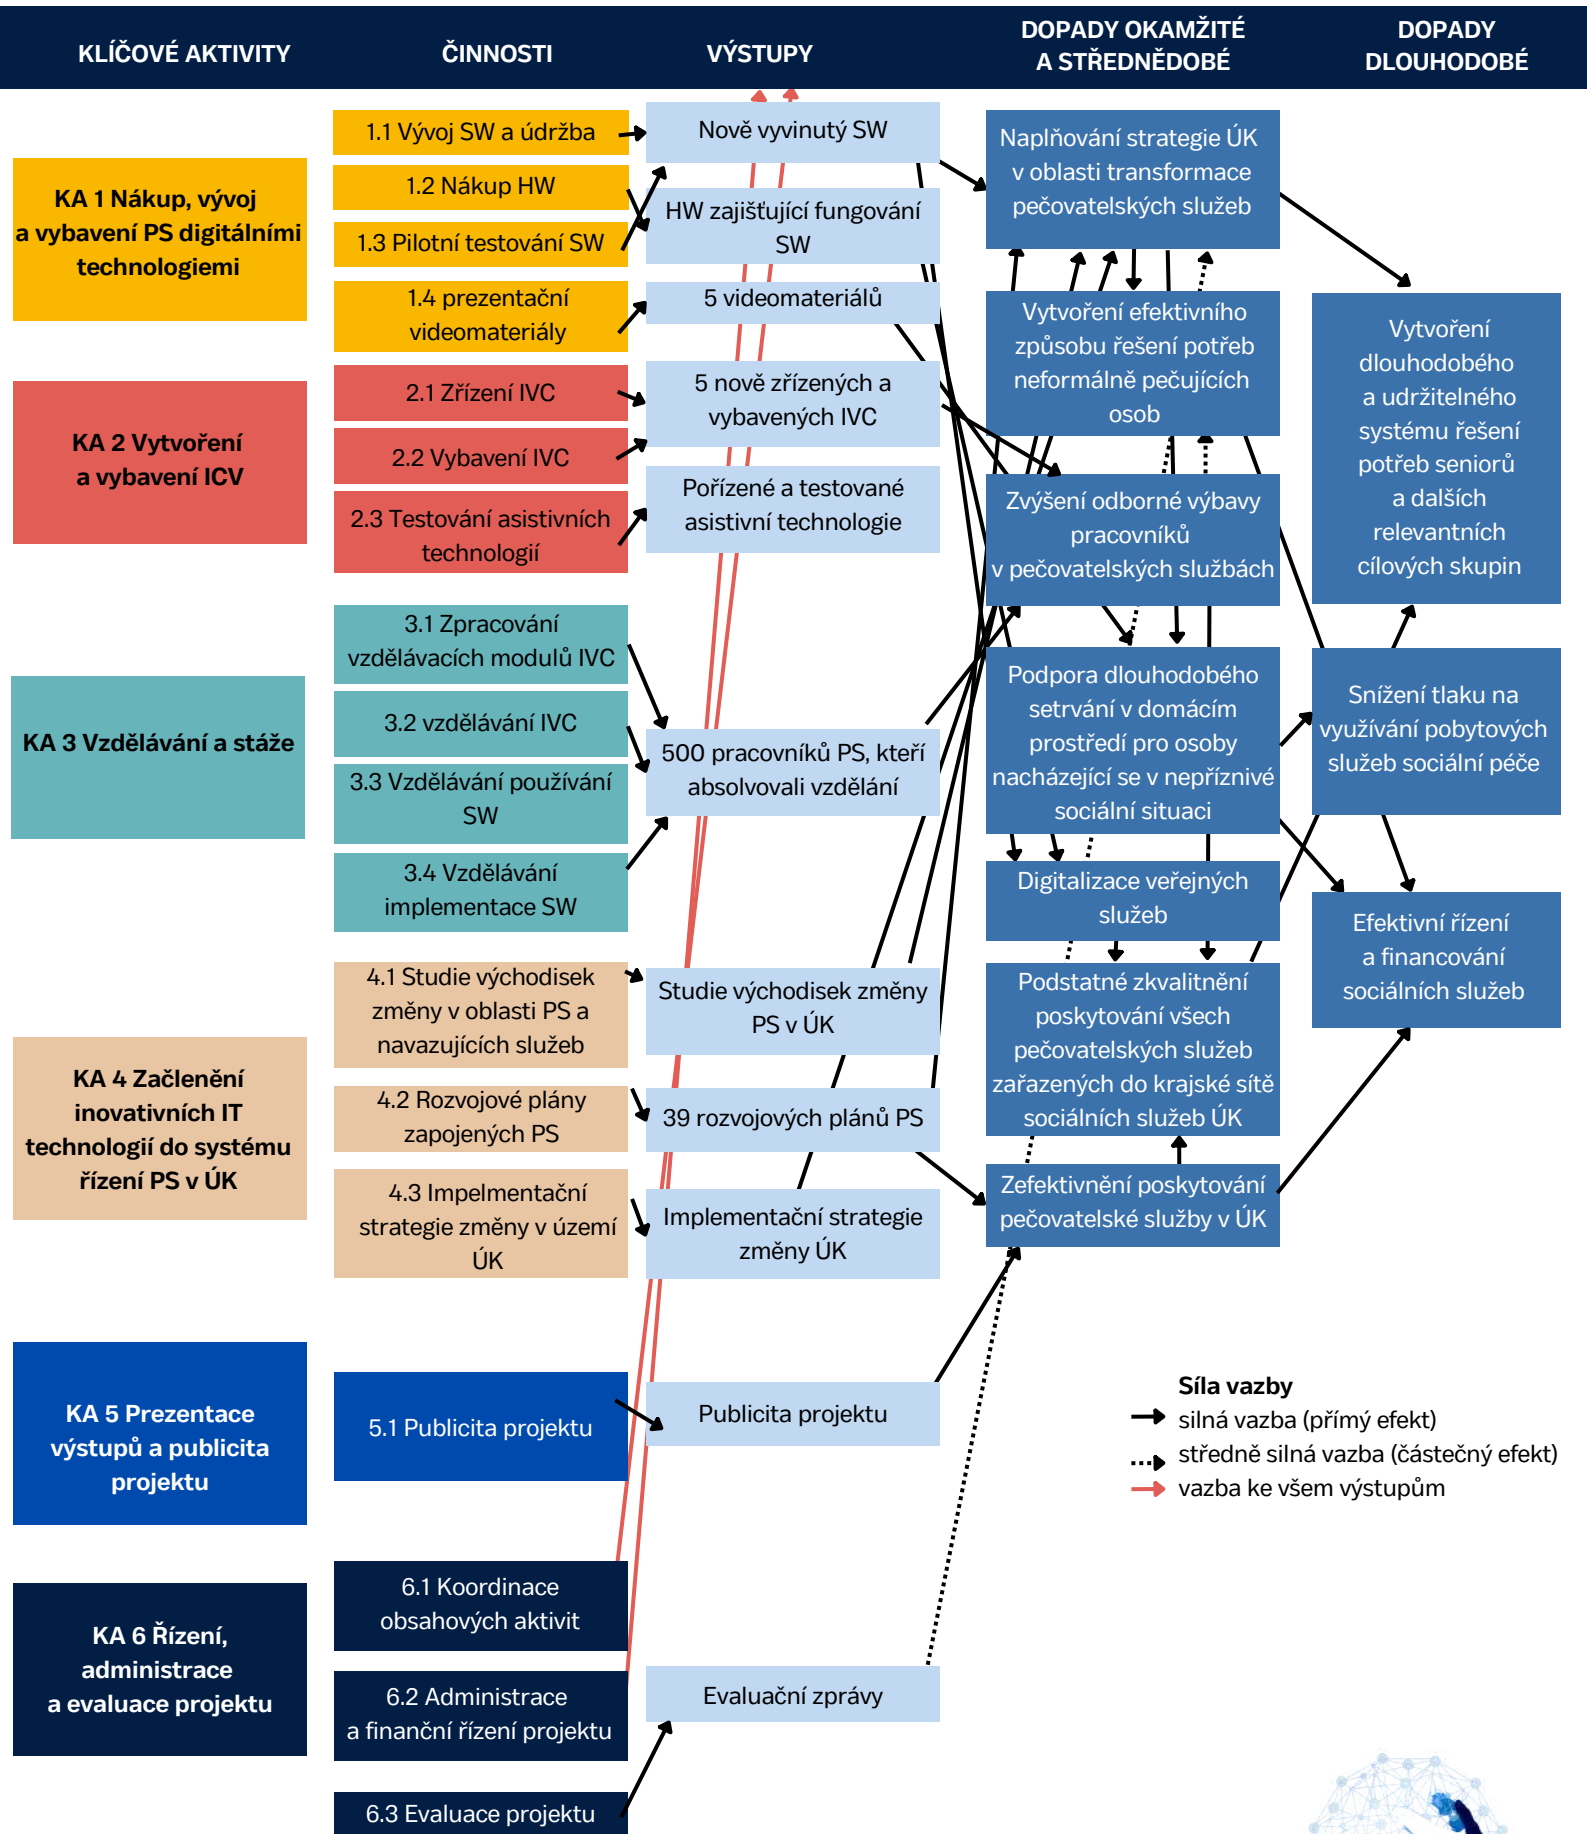 KLÍČOVÉ AKTIVITY
ČINNOSTI
VÝSTUPY
DOPADY OKAMŽITÉ
A STŘEDNĚDOBÉ
DOPADY
DLOUHODOBÉ
KA 1 Nákup, vývoj
a vybavení PS digitálními
technologiemi
KA 2 Vytvoření
a vybavení ICV
KA 3 Vzdělávání a stáže
KA 4 Začlenění
inovativních IT
technologií do systému
řízení PS v ÚK
KA 5 Prezentace
výstupů a publicita
projektu
KA 6 Řízení,
administrace
a evaluace projektu
1.1 Vývoj SW a údržba
1.2 Nákup HW
1.3 Pilotní testování SW
1.4 prezentační
videomateriály
2.1 Zřízení IVC
2.2 Vybavení IVC
2.3 Testování asistivních
technologií
3.1 Zpracování
vzdělávacích modulů IVC
3.2 vzdělávání IVC
3.3 Vzdělávání používání
SW
3.4 Vzdělávání
implementace SW
4.1 Studie východisek
změny v oblasti PS a
navazujících služeb
4.2 Rozvojové plány
zapojených PS
4.3 Impelmentační
strategie změny v území
ÚK
5.1 Publicita projektu
6.1 Koordinace
obsahových aktivit
6.2 Administrace
a finanční řízení projektu
6.3 Evaluace projektu
Nově vyvinutý SW
HW zajišťující fungování
SW
5 videomateriálů
5 nově zřízených a
vybavených IVC
Pořízené a testované
asistivní technologie
500 pracovníků PS, kteří
absolvovali vzdělání
Studie východisek změny
PS v ÚK
39 rozvojových plánů PS
Implementační strategie
změny ÚK
Publicita projektu
Evaluační zprávy
Naplňování strategie ÚK
v oblasti transformace
pečovatelských služeb
Vytvoření efektivního
způsobu řešení potřeb
neformálně pečujících
osob
Zvýšení odborné výbavy
pracovníků
v pečovatelských službách
Podpora dlouhodobého
setrvání v domácím
prostředí pro osoby
nacházející se v nepříznivé
sociální situaci
Digitalizace veřejných
služeb
Podstatné zkvalitnění
poskytování všech
pečovatelských služeb
zařazených do krajské sítě
sociálních služeb ÚK
Zefektivnění poskytování
pečovatelské služby v ÚK
Vytvoření
dlouhodobého
a udržitelného
systému řešení
potřeb seniorů
a dalších
relevantních
cílových skupin
Snížení tlaku na
využívání pobytových
služeb sociální péče
Efektivní řízení
a financování
sociálních služeb
Síla vazby
silná vazba (přímý efekt)
středně silná vazba (částečný efekt)
vazba ke všem výstupům